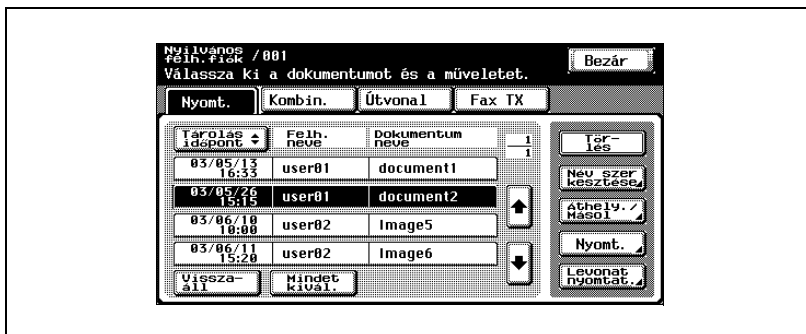 Nyilvános
felh.fiók /001
Válassza ki a dokumentumot és a műveletet.
Bezár
Nyomt. Kombin. Útvonal Fax TX
Tárolás
időpont
Felh.
neve
Dokumentum
neve
1
1
03/05/13
16:33
user01 document1
03/05/26
15:15
user01 document2
03/06/10
10:00
user02 Image5
03/06/11
15:20
user02 Image6
Vissza-
áll
Mindet
kivál.
Tör-
lés
Név szer
kesztése
Áthely./
Másol
Nyomt.
Levonat
nyomtat.